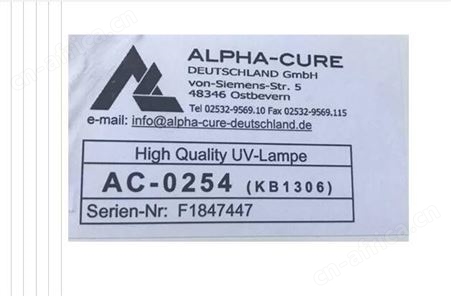 ALPHA-CURE
DEUTSCHLAND GmbH
von-Siemens-Str. 5
48346 Ostbevern
Tel 02532-9569.10 Fax 02532-9569.115
e-mail: info@alpha-cure-deutschland.de
High Quality UV-Lampe
AC-0254 (KB1306)
Serien-Nr: F1847447